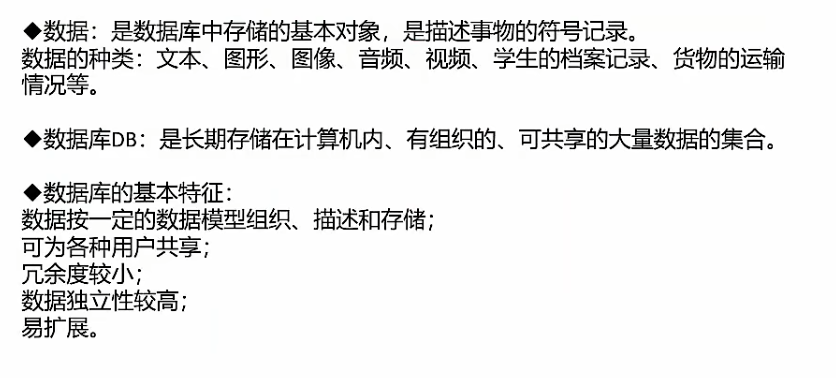 ◆数据：是数据库中存储的基本对象，是描述事物的符号记录。
数据的种类：文本、图形、图像、音频、视频、学生的档案记录、货物的运输
情况等。
◆数据库DB：是长期存储在计算机内、有组织的、可共享的大量数据的集合。
◆数据库的基本特征：
数据按一定的数据模型组织、描述和存储；
可为各种用户共享；
冗余度较小；
数据独立性较高；
易扩展。